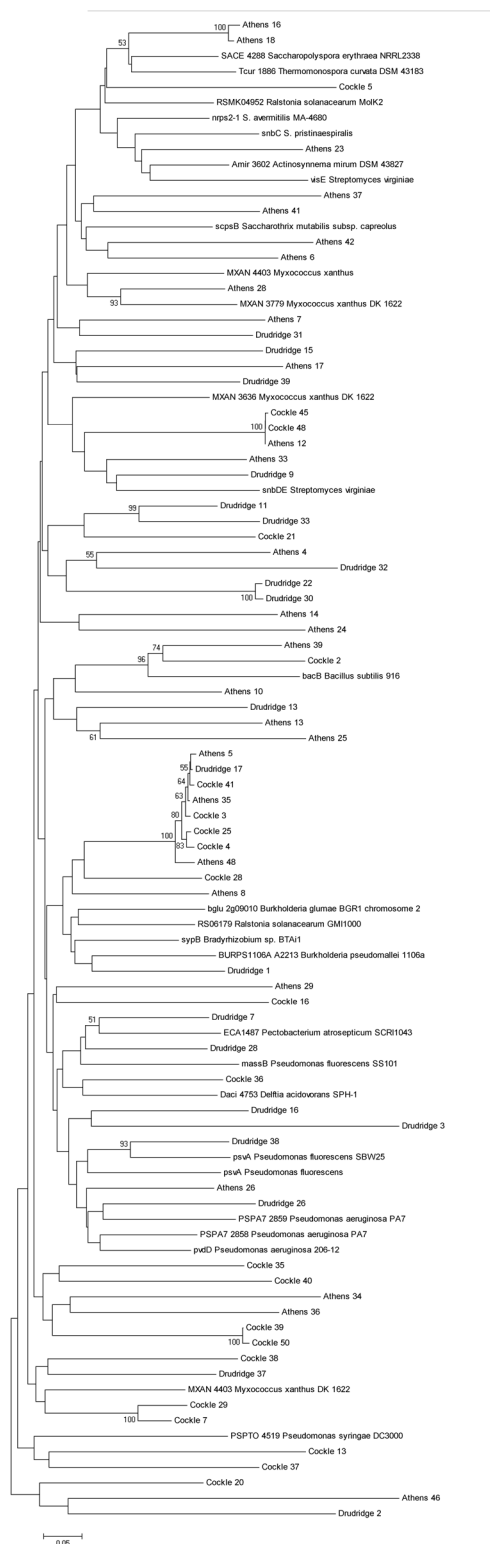 100 Athens 16
53 Athens 18
SACE 4288 Saccharopolyspora erythraea NRRL2338
Tcur 1886 Thermomonospora curvata DSM 43183
Cockle 5
RSMK04952 Ralstonia solanacearum MolK2
nrps2-1 S. avermitilis MA-4680
snbC S. pristinaespiralis
Athens 23
Amir 3602 Actinosynnema mirum DSM 43827
visE Streptomyces virginiae
Athens 37
Athens 41
scpsB Saccharothrix mutabilis subsp. capreolus
Athens 42
Athens 6
MXAN 4403 Myxococcus xanthus
Athens 28
93 MXAN 3779 Myxococcus xanthus DK 1622
Athens 7
Drudridge 31
Drudridge 15
Athens 17
Drudridge 39
MXAN 3636 Myxococcus xanthus DK 1622
Cockle 45
100 Cockle 48
Athens 12
Athens 33
Drudridge 9
snbDE Streptomyces virginiae
99 Drudridge 11
Drudridge 33
Cockle 21
55 Athens 4
Drudridge 32
Drudridge 22
100 Drudridge 30
Athens 14
Athens 24
74 Athens 39
96 Cockle 2
bacB Bacillus subtilis 916
Athens 10
Drudridge 13
Athens 13
61 Athens 25
Athens 5
55 Drudridge 17
64 Cockle 41
63 Athens 35
80 Cockle 3
100 Cockle 25
83 Cockle 4
Athens 48
Cockle 28
Athens 8
bglu 2g09010 Burkholderia glumae BGR1 chromosome 2
RS06179 Ralstonia solanacearum GMI1000
sypB Bradyrhizobium sp. BTAi1
BURPS1106A A2213 Burkholderia pseudomallei 1106a
Drudridge 1
Athens 29
Cockle 16
51 Drudridge 7
ECA1487 Pectobacterium atrosepticum SCRI1043
Drudridge 28
massB Pseudomonas fluorescens SS101
Cockle 36
Daci 4753 Delftia acidovorans SPH-1
Drudridge 16
Drudridge 3
93 Drudridge 38
psvA Pseudomonas fluorescens SBW25
psvA Pseudomonas fluorescens
Athens 26
Drudridge 26
PSPA7 2859 Pseudomonas aeruginosa PA7
PSPA7 2858 Pseudomonas aeruginosa PA7
pvdD Pseudomonas aeruginosa 206-12
Cockle 35
Cockle 40
Athens 34
Athens 36
Cockle 39
100 Cockle 50
Cockle 38
Drudridge 37
MXAN 4403 Myxococcus xanthus DK 1622
Cockle 29
100 Cockle 7
PSPTO 4519 Pseudomonas syringae DC3000
Cockle 13
Cockle 37
Cockle 20
Athens 46
Drudridge 2
0.05